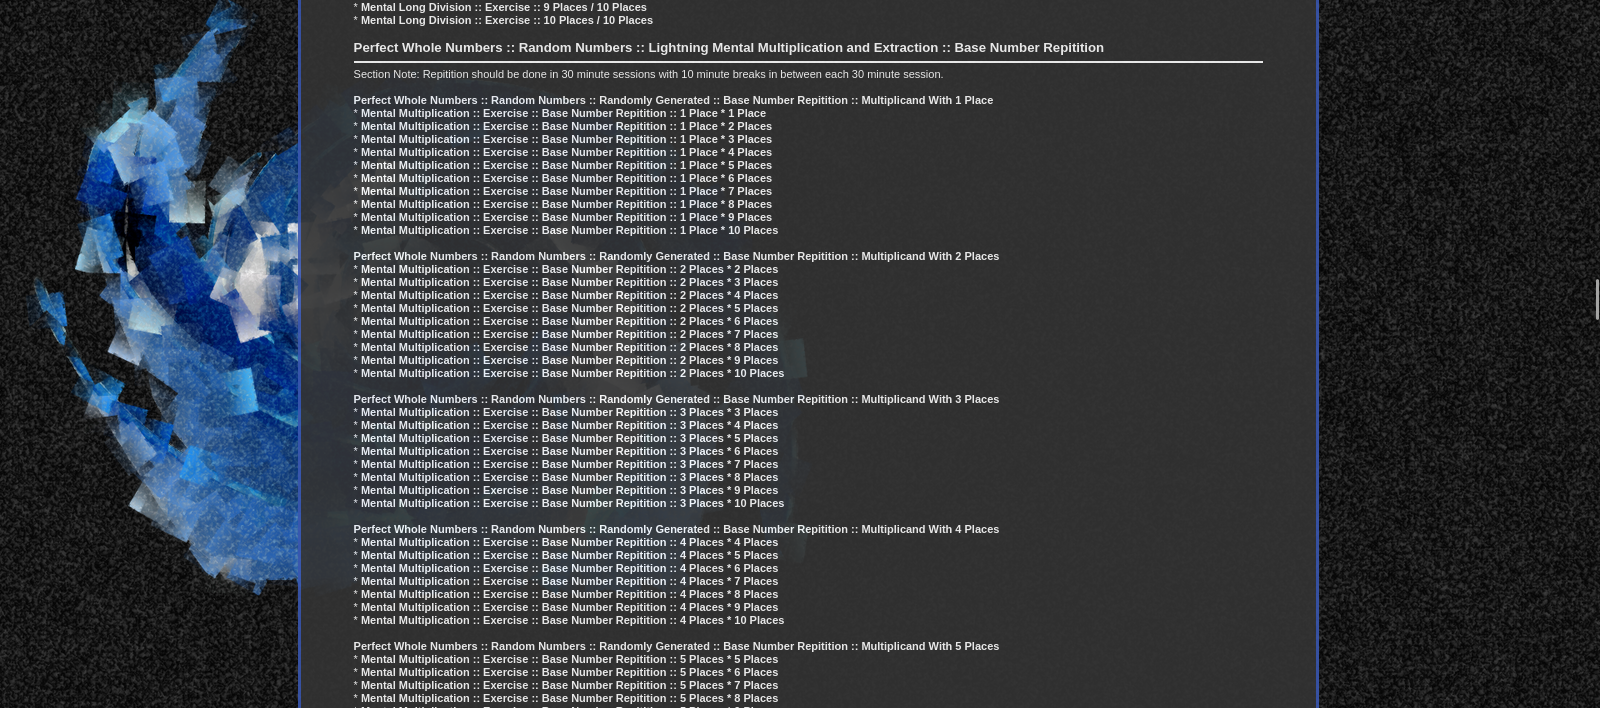 * Mental Long Division :: Exercise :: 9 Places / 10 Places
* Mental Long Division :: Exercise :: 10 Places / 10 Places
Perfect Whole Numbers :: Random Numbers :: Lightning Mental Multiplication and Extraction :: Base Number Repitition
Section Note: Repitition should be done in 30 minute sessions with 10 minute breaks in between each 30 minute session.
Perfect Whole Numbers :: Random Numbers :: Randomly Generated :: Base Number Repitition :: Multiplicand With 1 Place
* Mental Multiplication :: Exercise :: Base Number Repitition :: 1 Place * 1 Place
* Mental Multiplication :: Exercise :: Base Number Repitition :: 1 Place * 2 Places
* Mental Multiplication :: Exercise :: Base Number Repitition :: 1 Place * 3 Places
* Mental Multiplication :: Exercise :: Base Number Repitition :: 1 Place * 4 Places
* Mental Multiplication :: Exercise :: Base Number Repitition :: 1 Place * 5 Places
* Mental Multiplication :: Exercise :: Base Number Repitition :: 1 Place * 6 Places
* Mental Multiplication :: Exercise :: Base Number Repitition :: 1 Place * 7 Places
* Mental Multiplication :: Exercise :: Base Number Repitition :: 1 Place * 8 Places
* Mental Multiplication :: Exercise :: Base Number Repitition :: 1 Place * 9 Places
* Mental Multiplication :: Exercise :: Base Number Repitition :: 1 Place * 10 Places
Perfect Whole Numbers :: Random Numbers :: Randomly Generated :: Base Number Repitition :: Multiplicand With 2 Places
* Mental Multiplication :: Exercise :: Base Number Repitition :: 2 Places * 2 Places
* Mental Multiplication :: Exercise :: Base Number Repitition :: 2 Places * 3 Places
* Mental Multiplication :: Exercise :: Base Number Repitition :: 2 Places * 4 Places
* Mental Multiplication :: Exercise :: Base Number Repitition :: 2 Places * 5 Places
* Mental Multiplication :: Exercise :: Base Number Repitition :: 2 Places * 6 Places
* Mental Multiplication :: Exercise :: Base Number Repitition :: 2 Places * 7 Places
* Mental Multiplication :: Exercise :: Base Number Repitition :: 2 Places * 8 Places
* Mental Multiplication :: Exercise :: Base Number Repitition :: 2 Places * 9 Places
* Mental Multiplication :: Exercise :: Base Number Repitition :: 2 Places * 10 Places
Perfect Whole Numbers :: Random Numbers :: Randomly Generated :: Base Number Repitition :: Multiplicand With 3 Places
* Mental Multiplication :: Exercise :: Base Number Repitition :: 3 Places * 3 Places
* Mental Multiplication :: Exercise :: Base Number Repitition :: 3 Places * 4 Places
* Mental Multiplication :: Exercise :: Base Number Repitition :: 3 Places * 5 Places
* Mental Multiplication :: Exercise :: Base Number Repitition :: 3 Places * 6 Places
* Mental Multiplication :: Exercise :: Base Number Repitition :: 3 Places * 7 Places
* Mental Multiplication :: Exercise :: Base Number Repitition :: 3 Places * 8 Places
* Mental Multiplication :: Exercise :: Base Number Repitition :: 3 Places * 9 Places
* Mental Multiplication :: Exercise :: Base Number Repitition :: 3 Places * 10 Places
Perfect Whole Numbers :: Random Numbers :: Randomly Generated :: Base Number Repitition :: Multiplicand With 4 Places
* Mental Multiplication :: Exercise :: Base Number Repitition :: 4 Places * 4 Places
* Mental Multiplication :: Exercise :: Base Number Repitition :: 4 Places * 5 Places
* Mental Multiplication :: Exercise :: Base Number Repitition :: 4 Places * 6 Places
* Mental Multiplication :: Exercise :: Base Number Repitition :: 4 Places * 7 Places
* Mental Multiplication :: Exercise :: Base Number Repitition :: 4 Places * 8 Places
* Mental Multiplication :: Exercise :: Base Number Repitition :: 4 Places * 9 Places
* Mental Multiplication :: Exercise :: Base Number Repitition :: 4 Places * 10 Places
Perfect Whole Numbers :: Random Numbers :: Randomly Generated :: Base Number Repitition :: Multiplicand With 5 Places
* Mental Multiplication :: Exercise :: Base Number Repitition :: 5 Places * 5 Places
* Mental Multiplication :: Exercise :: Base Number Repitition :: 5 Places * 6 Places
* Mental Multiplication :: Exercise :: Base Number Repitition :: 5 Places * 7 Places
* Mental Multiplication :: Exercise :: Base Number Repitition :: 5 Places * 8 Places